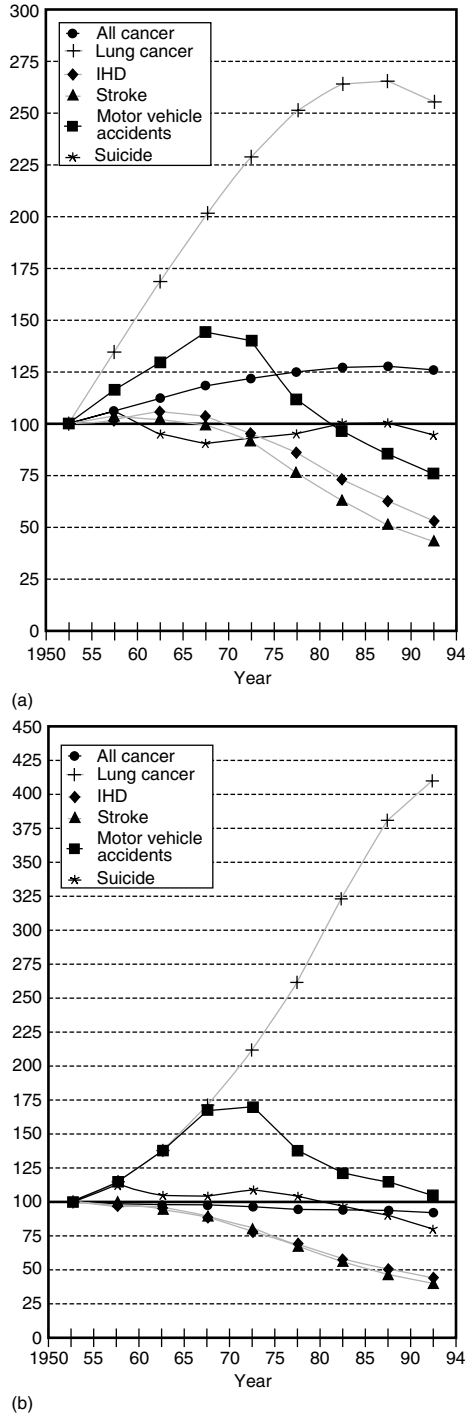 300
275
250
225
200
175
150
125
100
75
50
25
0
All cancer
Lung cancer
IHD
Stroke
Motor vehicle
accidents
Suicide
1950 55 60 65 70 75 80 85 90 94
Year
(a)
450
425
400
375
350
325
300
275
250
225
200
175
150
125
100
75
50
25
0
All cancer
Lung cancer
IHD
Stroke
Motor vehicle
accidents
Suicide
1950 55 60 65 70 75 80 85 90 94
Year
(b)